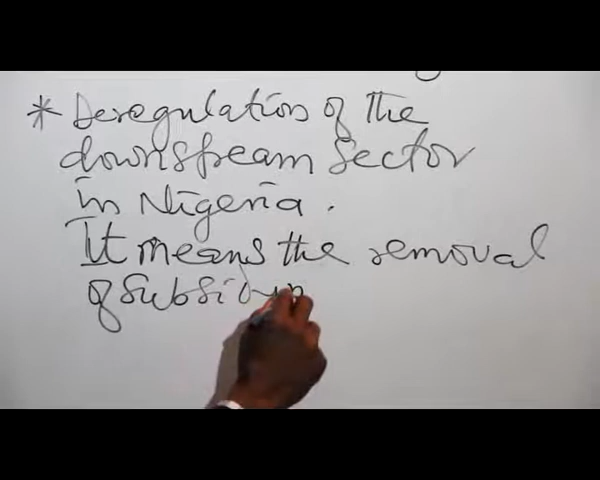 * Deregulation of the
downstream sector
in Nigeria.
It means the removal
of